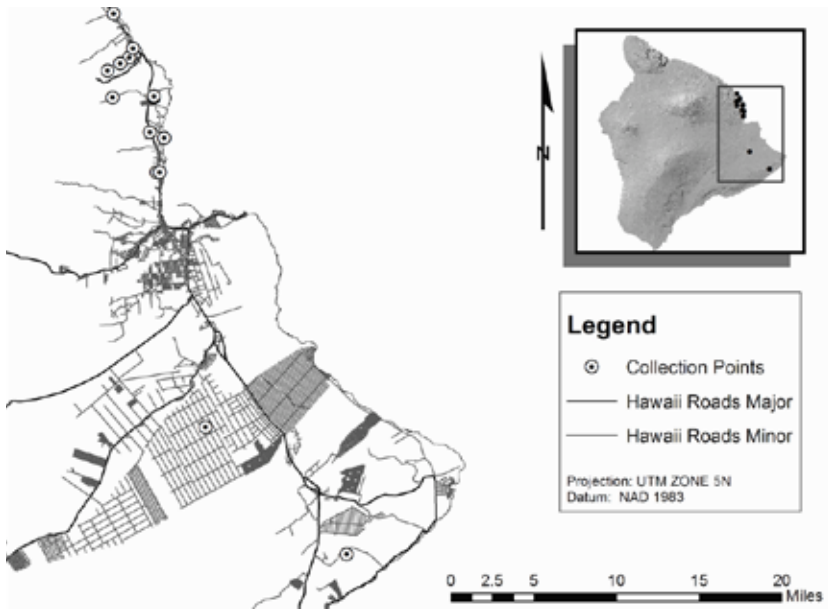 N
Legend
Collection Points
Hawaii Roads Major
Hawaii Roads Minor
Projection: UTM ZONE 5N
Datum: NAD 1983
0 2.5 5 10 15 20
Miles